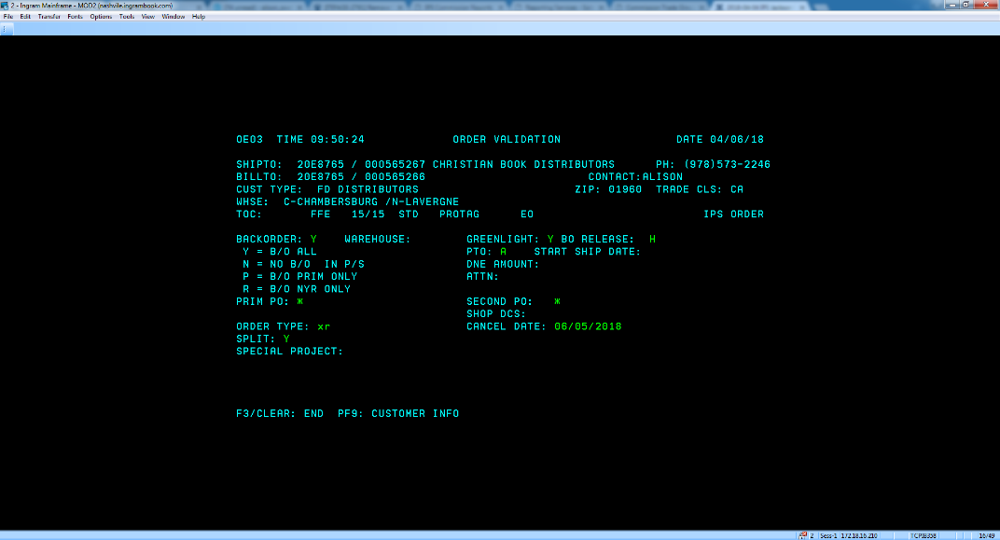 2 - Ingram Mainframe - MOD2 (nashville.ingrambook.com)
File Edit Transfer Fonts Options Tools View Window Help
OEO3 TIME 09:50:24 ORDER VALIDATION DATE 04/06/18
SHIPTO: 20E8765 / 000565267 CHRISTIAN BOOK DISTRIBUTORS PH: (978)573-2246
BILLTO: 20E8765 / 000565266 CONTACT:ALISON
CUST TYPE: FD DISTRIBUTORS ZIP: 01960 TRADE CLS: CA
WHSE: C-CHAMBERSBURG /N-LAVERGNE
TOC: FFE 15/15 STD PROTAG EO IPS ORDER
BACKORDER: Y WAREHOUSE: GREENLIGHT: Y BO RELEASE: H
Y = B/O ALL PTO: A START SHIP DATE:
N = NO B/O IN P/S DNE AMOUNT:
P = B/O PRIM ONLY ATTN:
R = B/O NYR ONLY
PRIM PO: * SECOND PO: *
SHOP DCS:
ORDER TYPE: xr CANCEL DATE: 06/05/2018
SPLIT: Y
SPECIAL PROJECT:
F3/CLEAR: END PF9: CUSTOMER INFO
2 Sess-1 172.18.16.210 TCPIB358 16/49